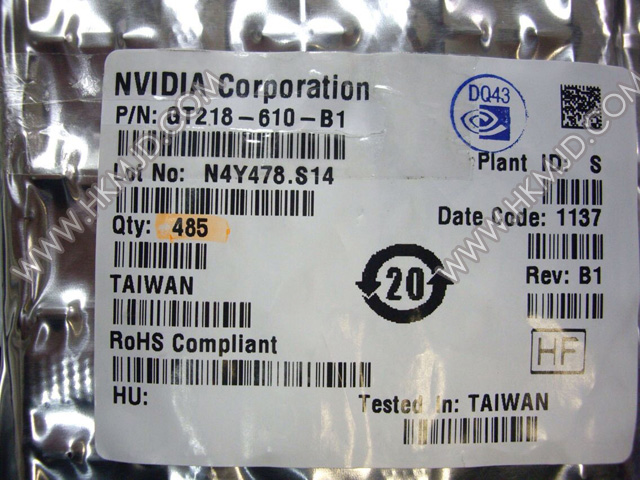 NVIDIA Corporation
P/N: GT218-610-B1
DQ43
Lot No: N4Y478.S14
Plant ID: S
Qty: 485
Date Code: 1137
TAIWAN
20
Rev: B1
RoHS Compliant
HF
HU:
Tested In: TAIWAN
WWW.HKMJD.COM
WWW.HKMJD.COM